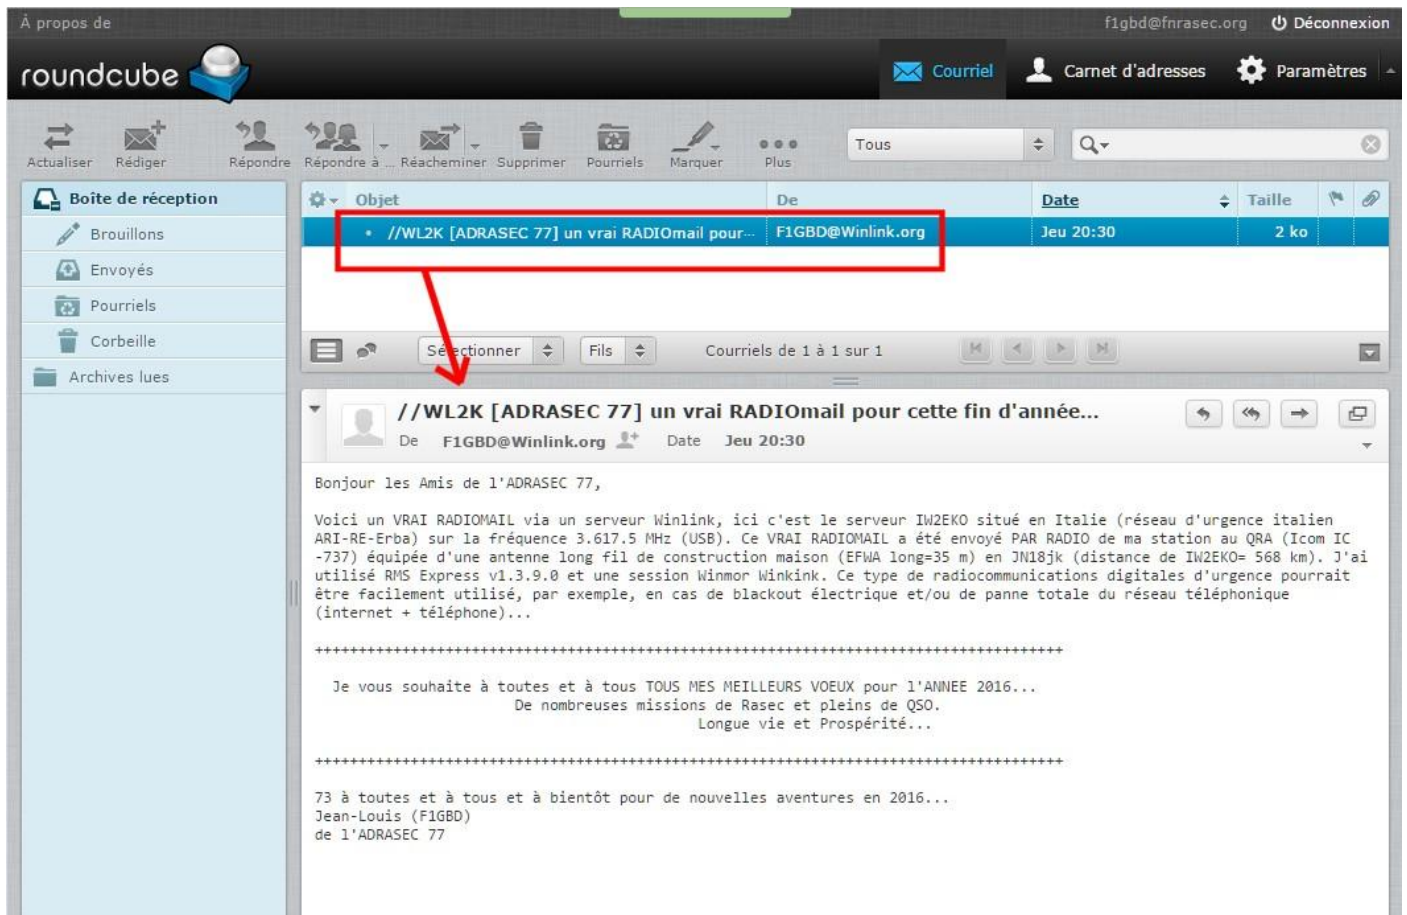 À propos de
f1gbd@fnrasec.org Déconnexion
roundcube
Courriel Carnet d'adresses Paramètres
Actualiser Rédiger Répondre Répondre à ... Réacheminer Supprimer Pourriels Marquer Plus
Tous
Boîte de réception
Brouillons
Envoyés
Pourriels
Corbeille
Archives lues
Objet De Date Taille
//WL2K [ADRASEC 77] un vrai RADIOmail pour... F1GBD@Winlink.org Jeu 20:30 2 ko
Sélectionner Fils Courriels de 1 à 1 sur 1
//WL2K [ADRASEC 77] un vrai RADIOmail pour cette fin d'année...
De F1GBD@Winlink.org Date Jeu 20:30
Bonjour les Amis de l'ADRASEC 77,
Voici un VRAI RADIOMAIL via un serveur Winlink, ici c'est le serveur IW2EKO situé en Italie (réseau d'urgence italien
ARI-RE-Erba) sur la fréquence 3.617.5 MHz (USB). Ce VRAI RADIOMAIL a été envoyé PAR RADIO de ma station au QRA (Icom IC
-737) équipée d'une antenne long fil de construction maison (EFWA long=35 m) en JN18jk (distance de IW2EKO= 568 km). J'ai
utilisé RMS Express v1.3.9.0 et une session Winmor Winkink. Ce type de radiocommunications digitales d'urgence pourrait
être facilement utilisé, par exemple, en cas de blackout électrique et/ou de panne totale du réseau téléphonique
(internet + téléphone)...
++++++++++++++++++++++++++++++++++++++++++++++++++++++++++++++++++++++++++++++++++++++
Je vous souhaite à toutes et à tous TOUS MES MEILLEURS VOEUX pour l'ANNEE 2016...
De nombreuses missions de Rasec et pleins de QSO.
Longue vie et Prospérité...
++++++++++++++++++++++++++++++++++++++++++++++++++++++++++++++++++++++++++++++++++++++
73 à toutes et à tous et à bientôt pour de nouvelles aventures en 2016...
Jean-Louis (F1GBD)
de l'ADRASEC 77